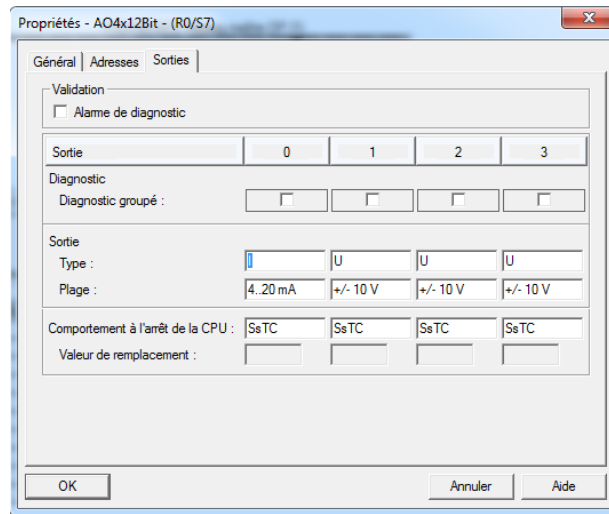 Propriétés - AO4x12Bit - (R0/S7)
Général Adresses Sorties
Validation
Alarme de diagnostic
Sortie 0 1 2 3
Diagnostic
Diagnostic groupé :
Sortie
Type : I U U U
Plage : 4..20 mA +/- 10 V +/- 10 V +/- 10 V
Comportement à l'arrêt de la CPU : SsTC SsTC SsTC SsTC
Valeur de remplacement :
OK Annuler Aide